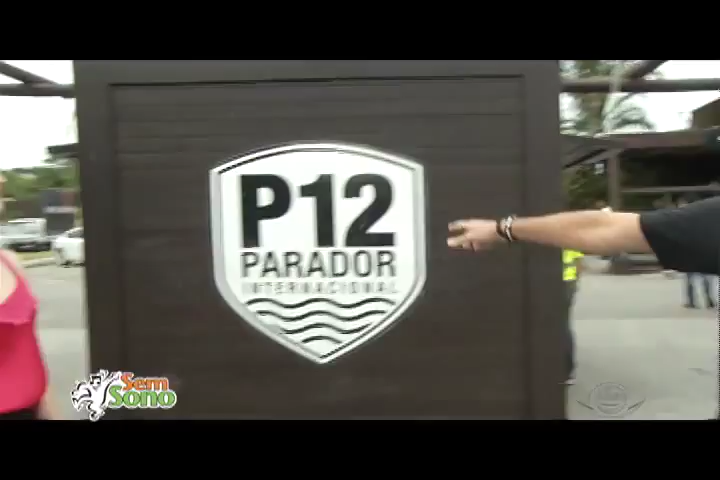 P12
PARADOR
INTERNACIONAL
Sem
Sono